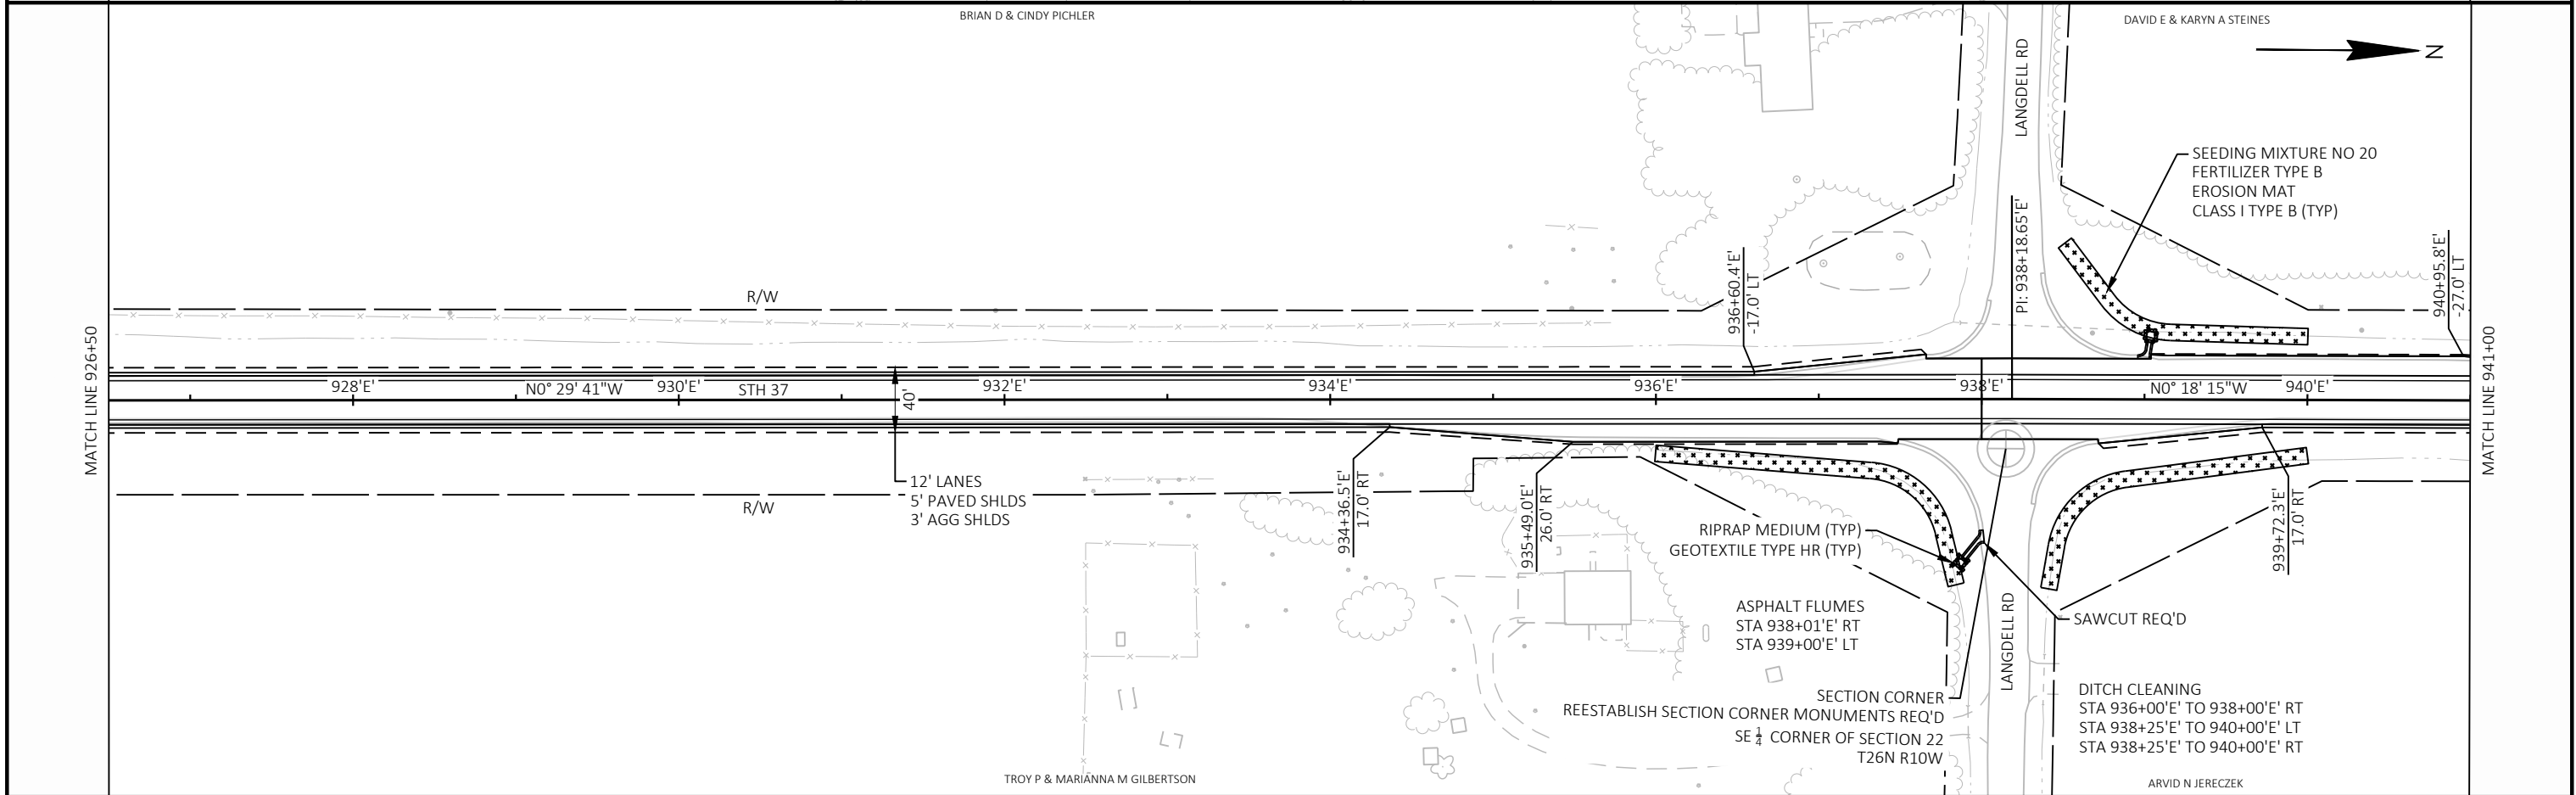 BRIAN D & CINDY PICHLER
DAVID E & KARYN A STEINES
N
LANGDELL RD
SEEDING MIXTURE NO 20
FERTILIZER TYPE B
EROSION MAT
CLASS I TYPE B (TYP)
PI: 938+18.65'E'
940+95.8'E'
-27.0' LT
936+60.4'E'
-17.0' LT
R/W
MATCH LINE 926+50
MATCH LINE 941+00
928'E'
N0° 29' 41"W
930'E'
STH 37
40'
932'E'
934'E'
936'E'
938'E'
N0° 18' 15"W
940'E'
12' LANES
5' PAVED SHLDS
3' AGG SHLDS
R/W
934+36.5'E'
17.0' RT
935+49.0'E'
26.0' RT
939+72.3'E'
17.0' RT
RIPRAP MEDIUM (TYP)
GEOTEXTILE TYPE HR (TYP)
ASPHALT FLUMES
STA 938+01'E' RT
STA 939+00'E' LT
SAWCUT REQ'D
LANGDELL RD
SECTION CORNER
REESTABLISH SECTION CORNER MONUMENTS REQ'D
SE 1/4 CORNER OF SECTION 22
T26N R10W
DITCH CLEANING
STA 936+00'E' TO 938+00'E' RT
STA 938+25'E' TO 940+00'E' LT
STA 938+25'E' TO 940+00'E' RT
TROY P & MARIANNA M GILBERTSON
ARVID N JERECZEK